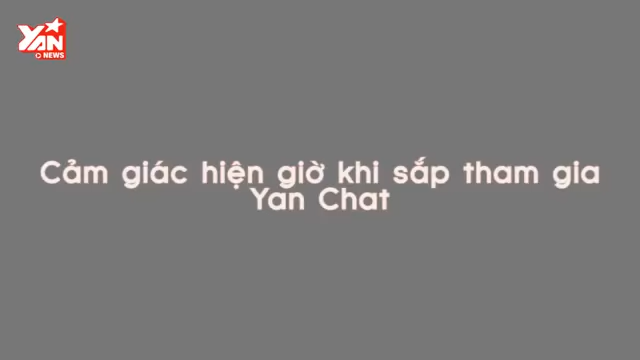 YAN
NEWS
Cảm giác hiện giờ khi sắp tham gia
Yan Chat